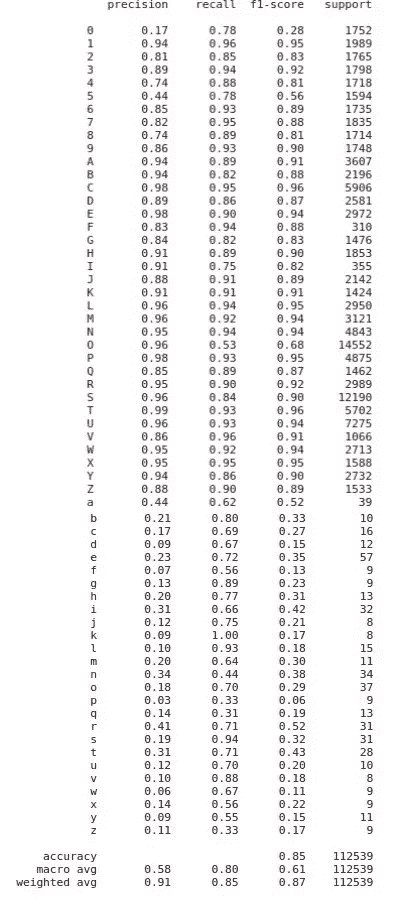 precision recall f1-score support
0 0.17 0.78 0.28 1752
1 0.94 0.96 0.95 1989
2 0.81 0.85 0.83 1765
3 0.89 0.94 0.92 1798
4 0.74 0.88 0.81 1718
5 0.44 0.78 0.56 1594
6 0.85 0.93 0.89 1735
7 0.82 0.95 0.88 1835
8 0.74 0.89 0.81 1714
9 0.86 0.93 0.90 1748
A 0.94 0.89 0.91 3607
B 0.94 0.82 0.88 2196
C 0.98 0.95 0.96 5906
D 0.89 0.86 0.87 2581
E 0.98 0.90 0.94 2972
F 0.83 0.94 0.88 310
G 0.84 0.82 0.83 1476
H 0.91 0.89 0.90 1853
I 0.91 0.75 0.82 355
J 0.88 0.91 0.89 2142
K 0.91 0.91 0.91 1424
L 0.96 0.94 0.95 2950
M 0.96 0.92 0.94 3121
N 0.95 0.94 0.94 4843
O 0.96 0.53 0.68 14552
P 0.98 0.93 0.95 4875
Q 0.85 0.89 0.87 1462
R 0.95 0.90 0.92 2989
S 0.96 0.84 0.90 12190
T 0.99 0.93 0.96 5702
U 0.96 0.93 0.94 7275
V 0.86 0.96 0.91 1066
W 0.95 0.92 0.94 2713
X 0.95 0.95 0.95 1588
Y 0.94 0.86 0.90 2732
Z 0.88 0.90 0.89 1533
a 0.44 0.62 0.52 39
b 0.21 0.80 0.33 10
c 0.17 0.69 0.27 16
d 0.09 0.67 0.15 12
e 0.23 0.72 0.35 57
f 0.07 0.56 0.13 9
g 0.13 0.89 0.23 9
h 0.20 0.77 0.31 13
i 0.31 0.66 0.42 32
j 0.12 0.75 0.21 8
k 0.09 1.00 0.17 8
l 0.10 0.93 0.18 15
m 0.20 0.64 0.30 11
n 0.34 0.44 0.38 34
o 0.18 0.70 0.29 37
p 0.03 0.33 0.06 9
q 0.14 0.31 0.19 13
r 0.41 0.71 0.52 31
s 0.19 0.94 0.32 31
t 0.31 0.71 0.43 28
u 0.12 0.70 0.20 10
v 0.10 0.88 0.18 8
w 0.06 0.67 0.11 9
x 0.14 0.56 0.22 9
y 0.09 0.55 0.15 11
z 0.11 0.33 0.17 9
accuracy 0.85 112539
macro avg 0.58 0.80 0.61 112539
weighted avg 0.91 0.85 0.87 112539